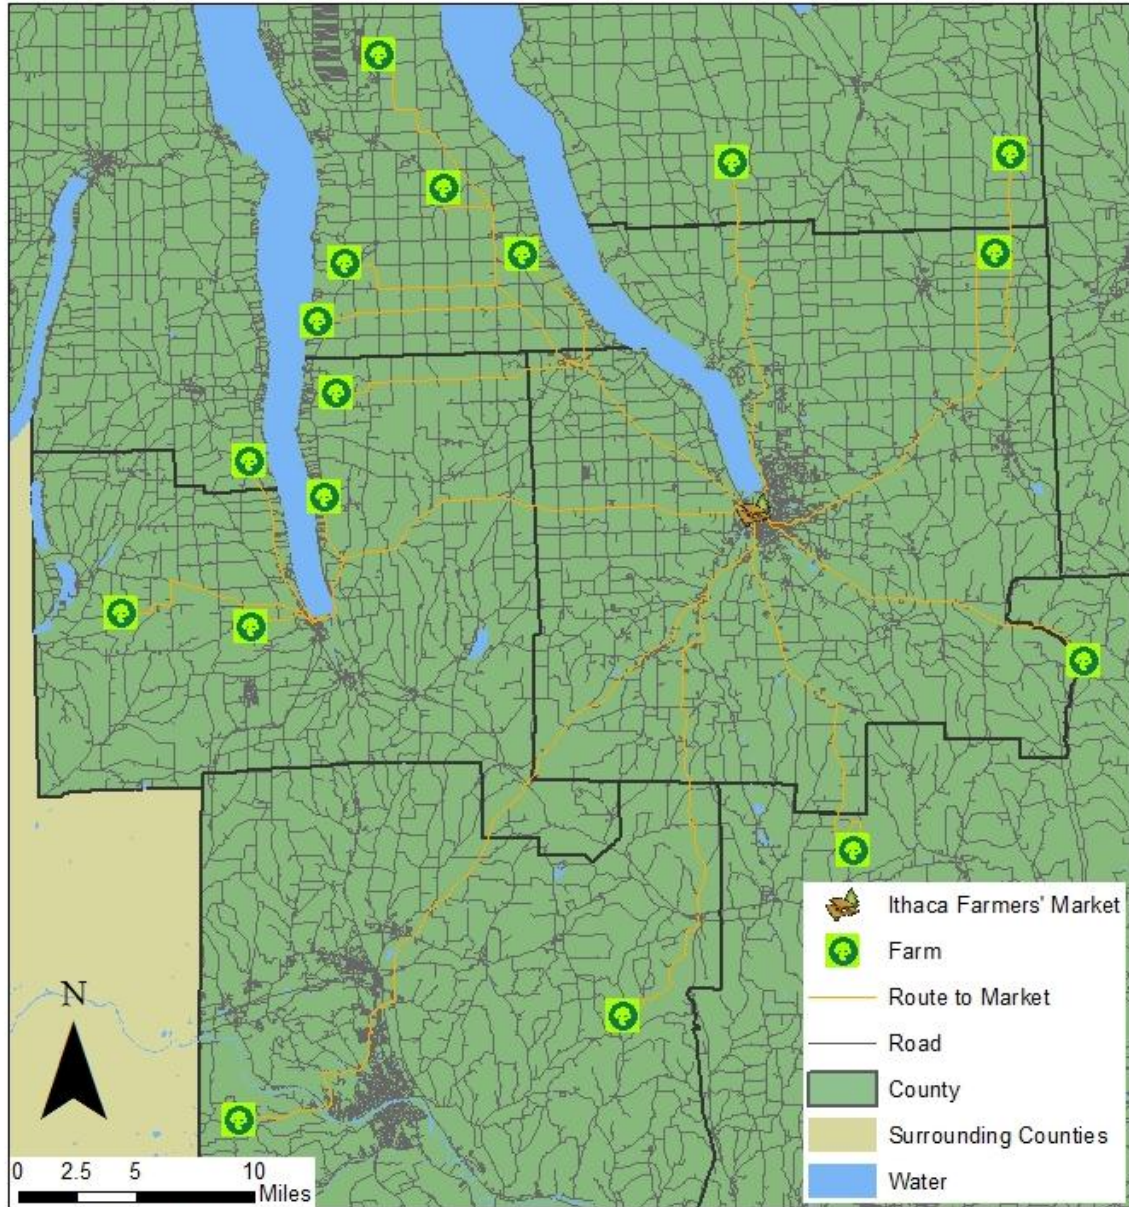 Ithaca Farmers' Market
Farm
Route to Market
Road
County
Surrounding Counties
Water
N
0 2.5 5 10
Miles